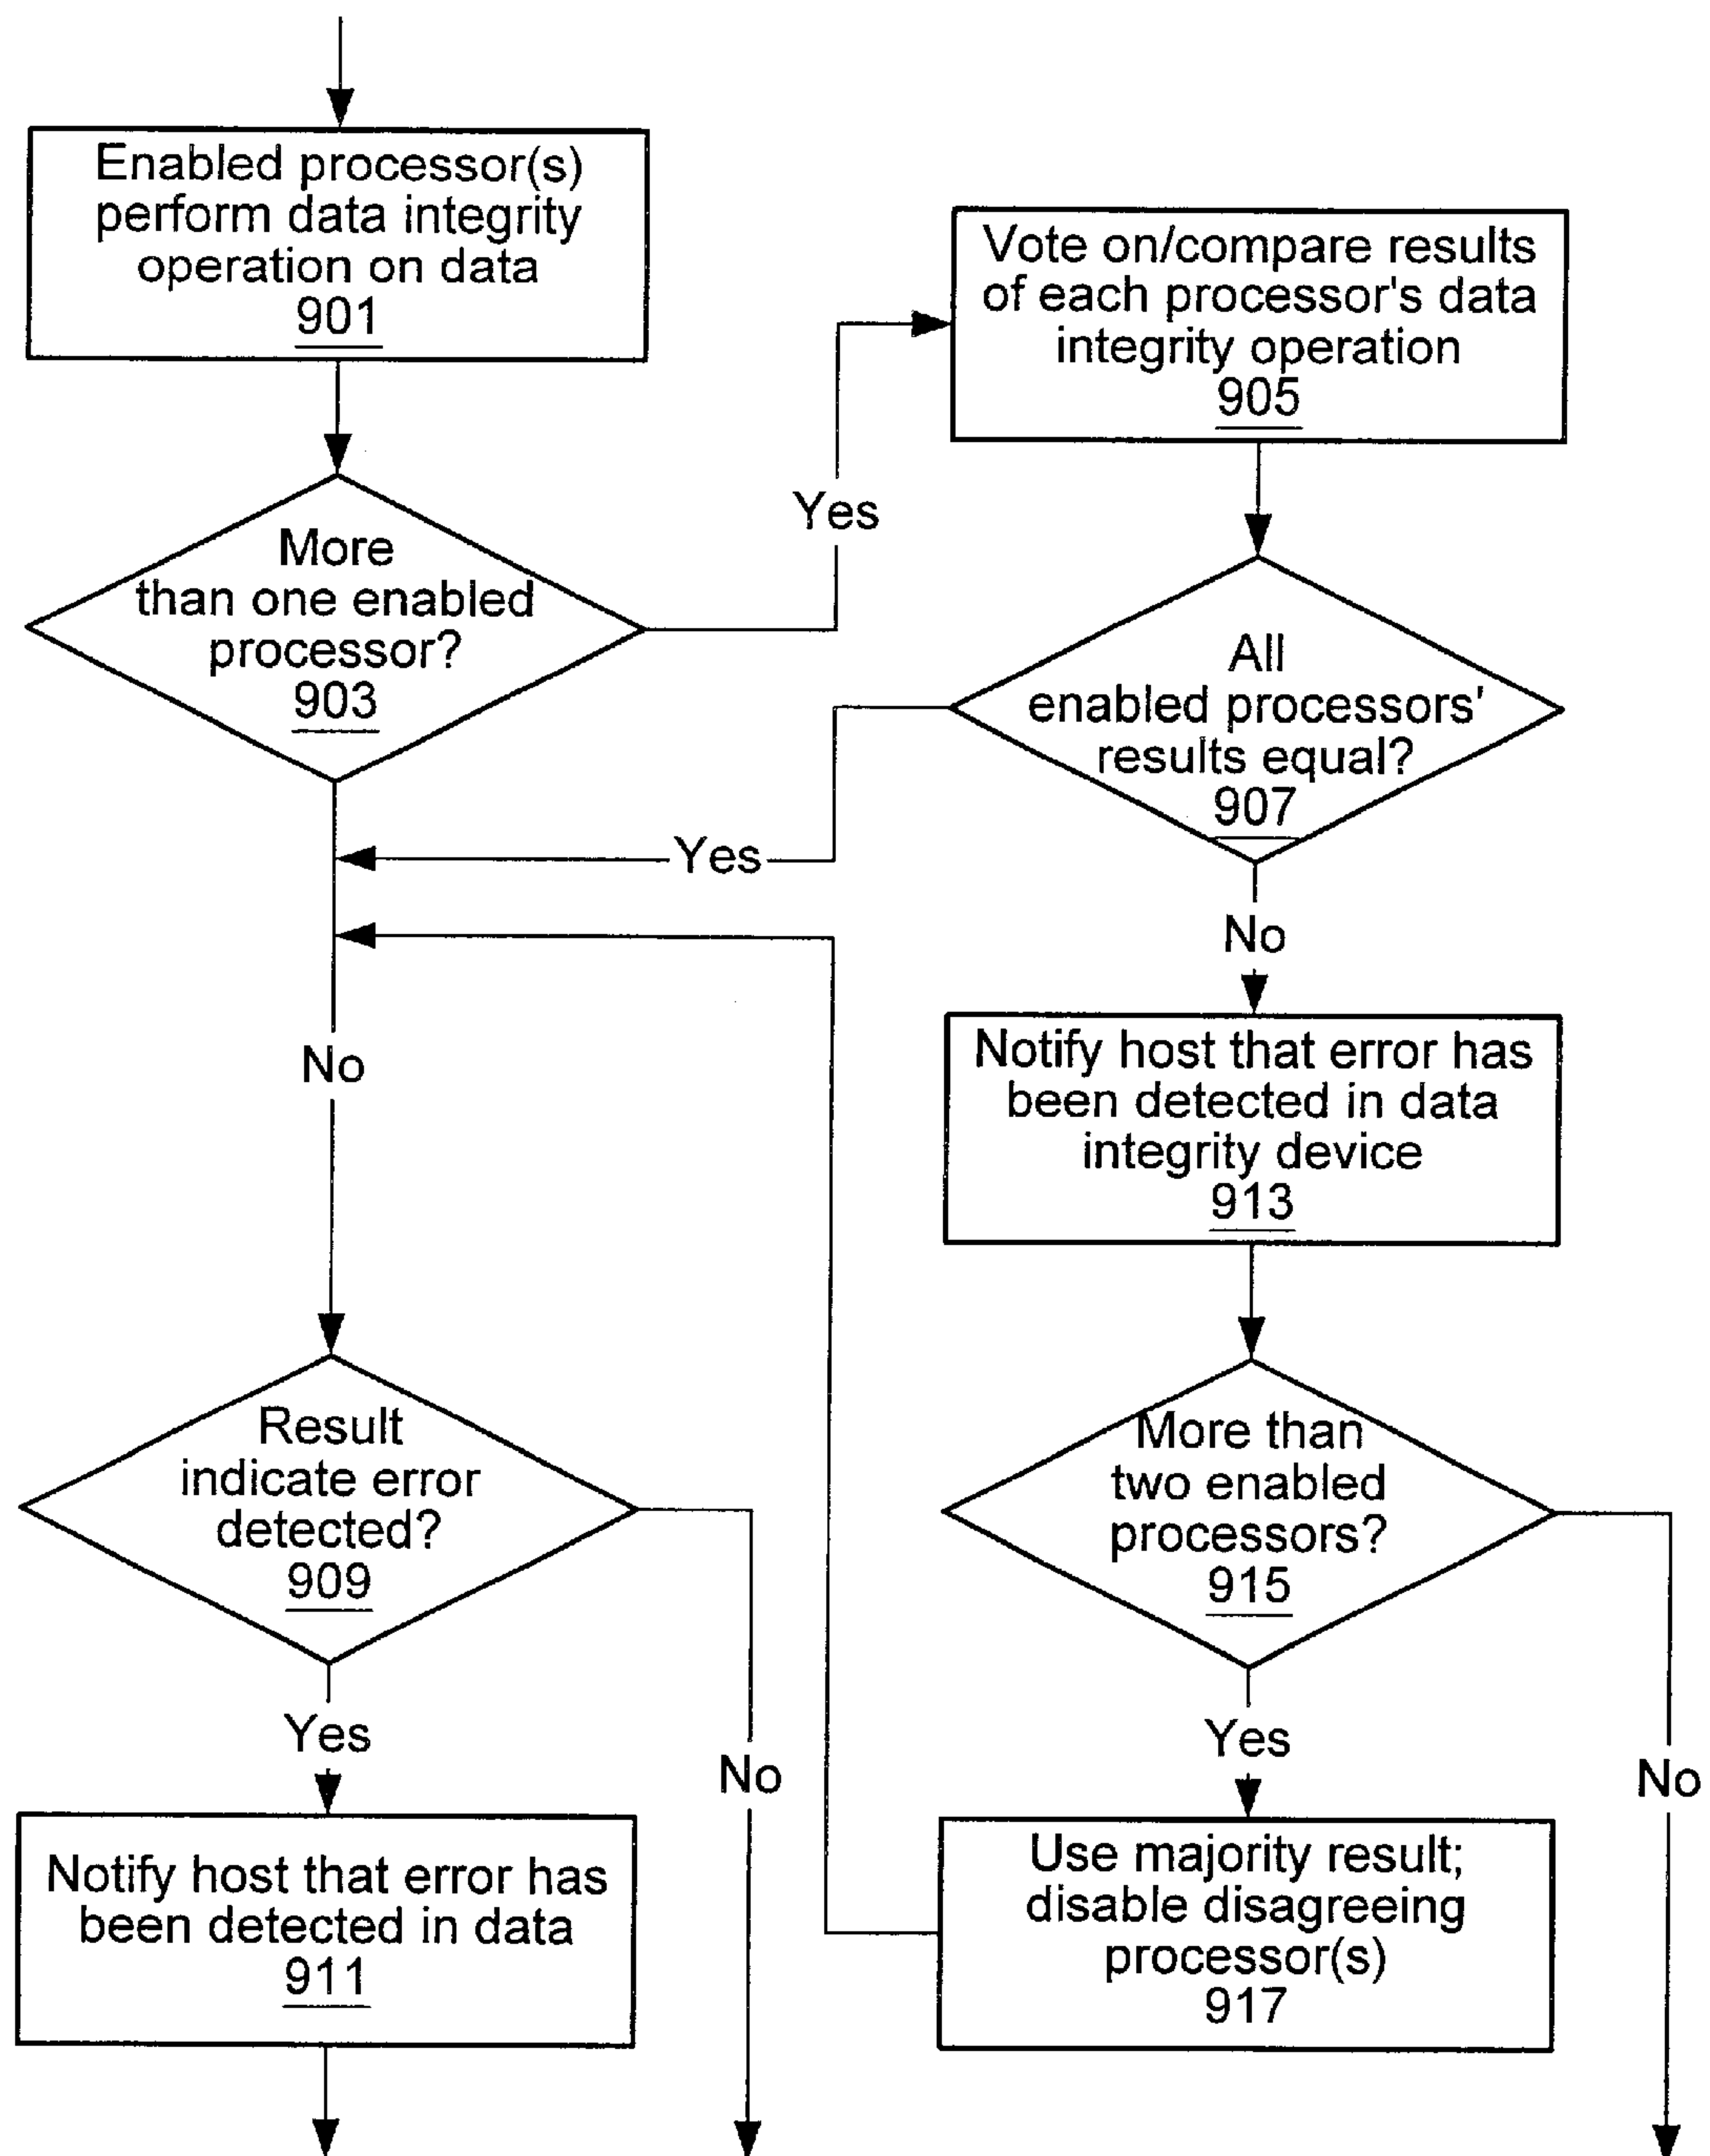 Enabled processor(s)
perform data integrity
operation on data
901
Vote on/compare results
of each processor's data
integrity operation
905
Yes
More
than one enabled
processor?
903
All
enabled processors'
results equal?
907
Yes
No
No
Notify host that error has
been detected in data
integrity device
913
Result
indicate error
detected?
909
More than
two enabled
processors?
915
Yes
No
Yes
No
Notify host that error has
been detected in data
911
Use majority result;
disable disagreeing
processor(s)
917